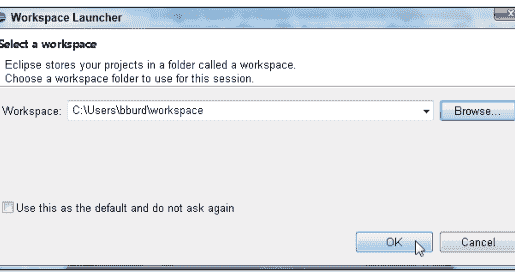 Workspace Launcher
Select a workspace
Eclipse stores your projects in a folder called a workspace.
Choose a workspace folder to use for this session.
Workspace: C:\Users\bburd\workspace Browse...
Use this as the default and do not ask again
OK Cancel